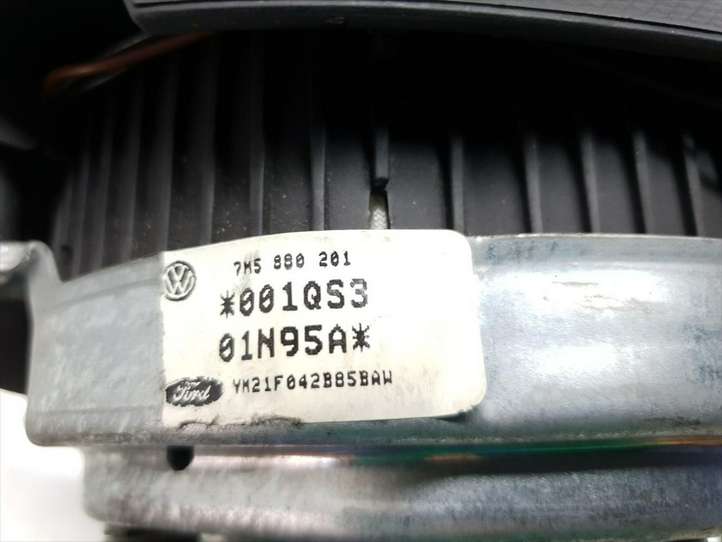 7M5 880 201
*001QS3
01N95A*
Ford YM21F042B85BAW